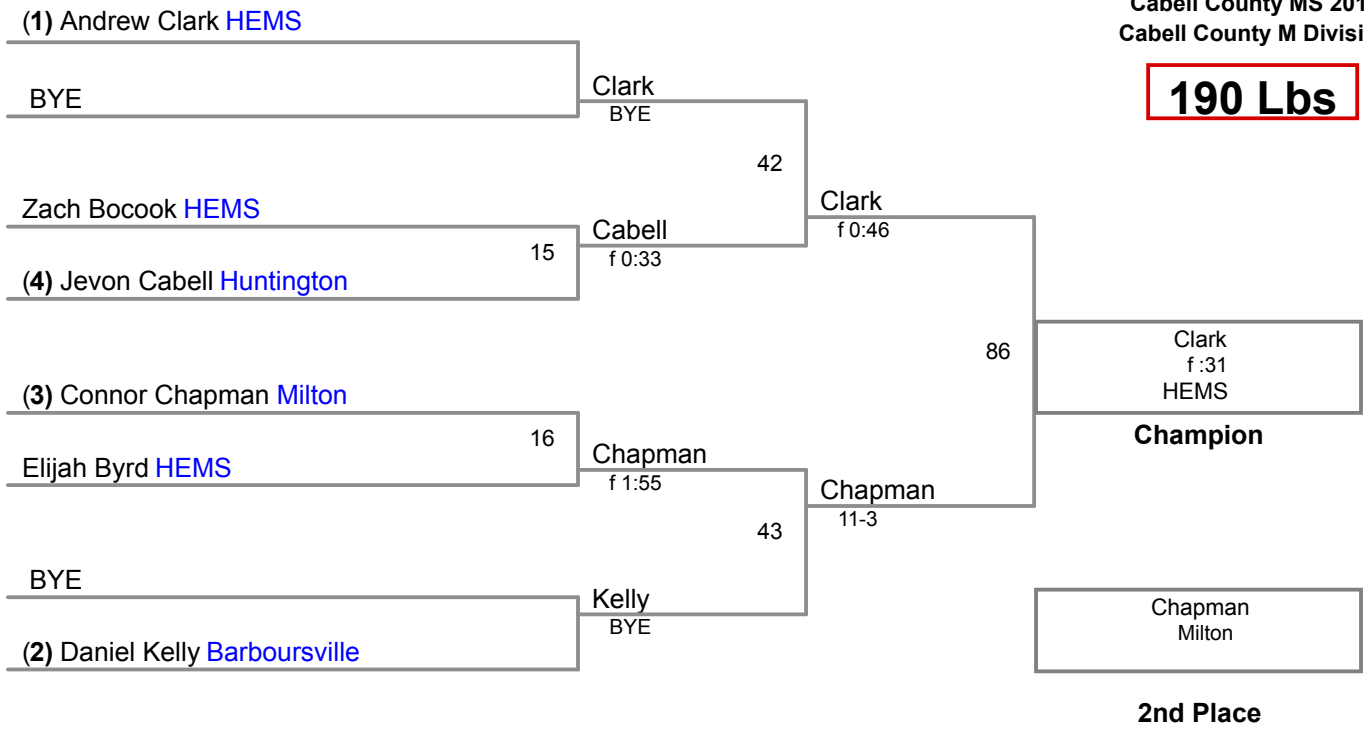 Cabell County MS 201
Cabell County M Divisi
190 Lbs
(1) Andrew Clark HEMS
BYE
Clark
BYE
42
Zach Bocook HEMS
15
(4) Jevon Cabell Huntington
Cabell
f 0:33
Clark
f 0:46
86
(3) Connor Chapman Milton
16
Elijah Byrd HEMS
Chapman
f 1:55
43
BYE
(2) Daniel Kelly Barboursville
Kelly
BYE
Chapman
11-3
Clark
f :31
HEMS
Champion
Chapman
Milton
2nd Place